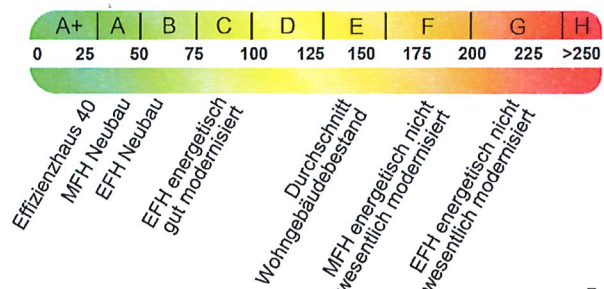 A+ A B C D E F G H
0 25 50 75 100 125 150 175 200 225 >250
Effizienzhaus 40
MFH Neubau
EFH Neubau
EFH energetisch
gut modernisiert
Durchschnitt
Wohngebäudebestand
MFH energetisch nicht
wesentlich modernisiert
EFH energetisch nicht
wesentlich modernisiert